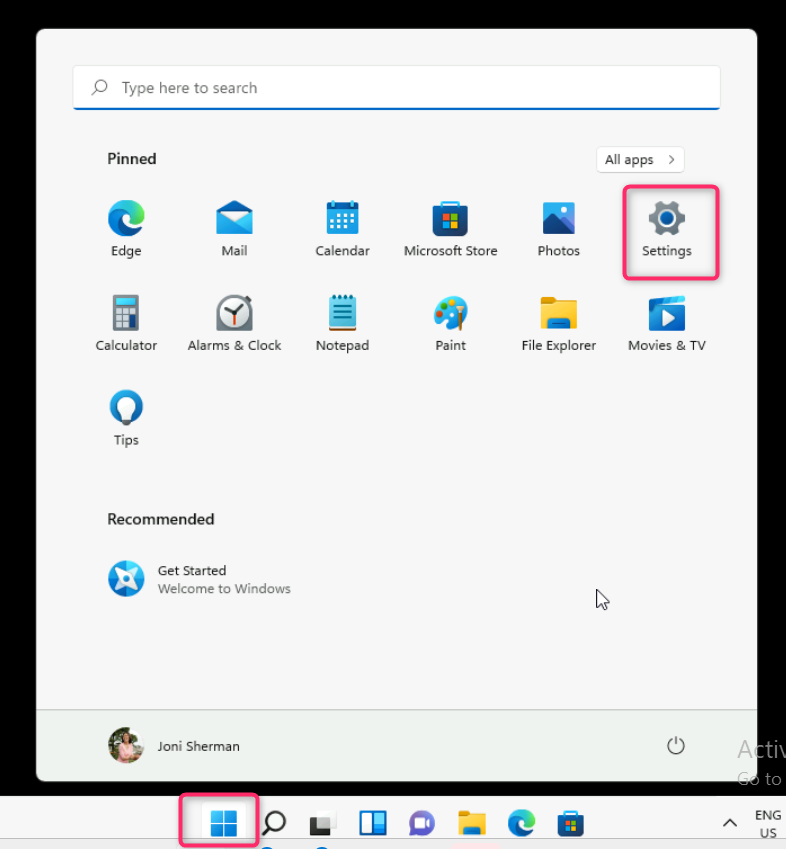 Type here to search
Pinned
All apps
Edge
Mail
Calendar
Microsoft Store
Photos
Settings
Calculator
Alarms & Clock
Notepad
Paint
File Explorer
Movies & TV
Tips
Recommended
Get Started
Welcome to Windows
Joni Sherman
Activ
Go to
ENG
US